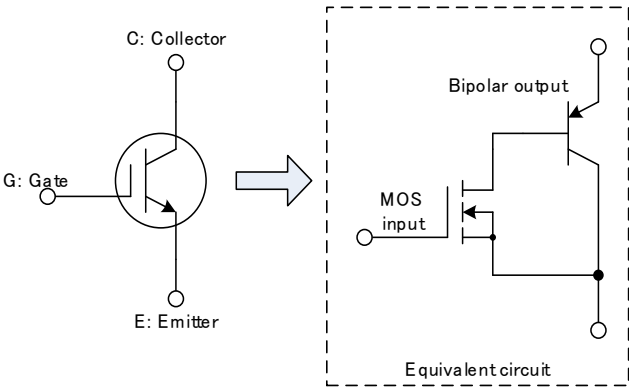 C: Collector
G: Gate
E: Emitter
Bipolar output
MOS
input
Equivalent circuit